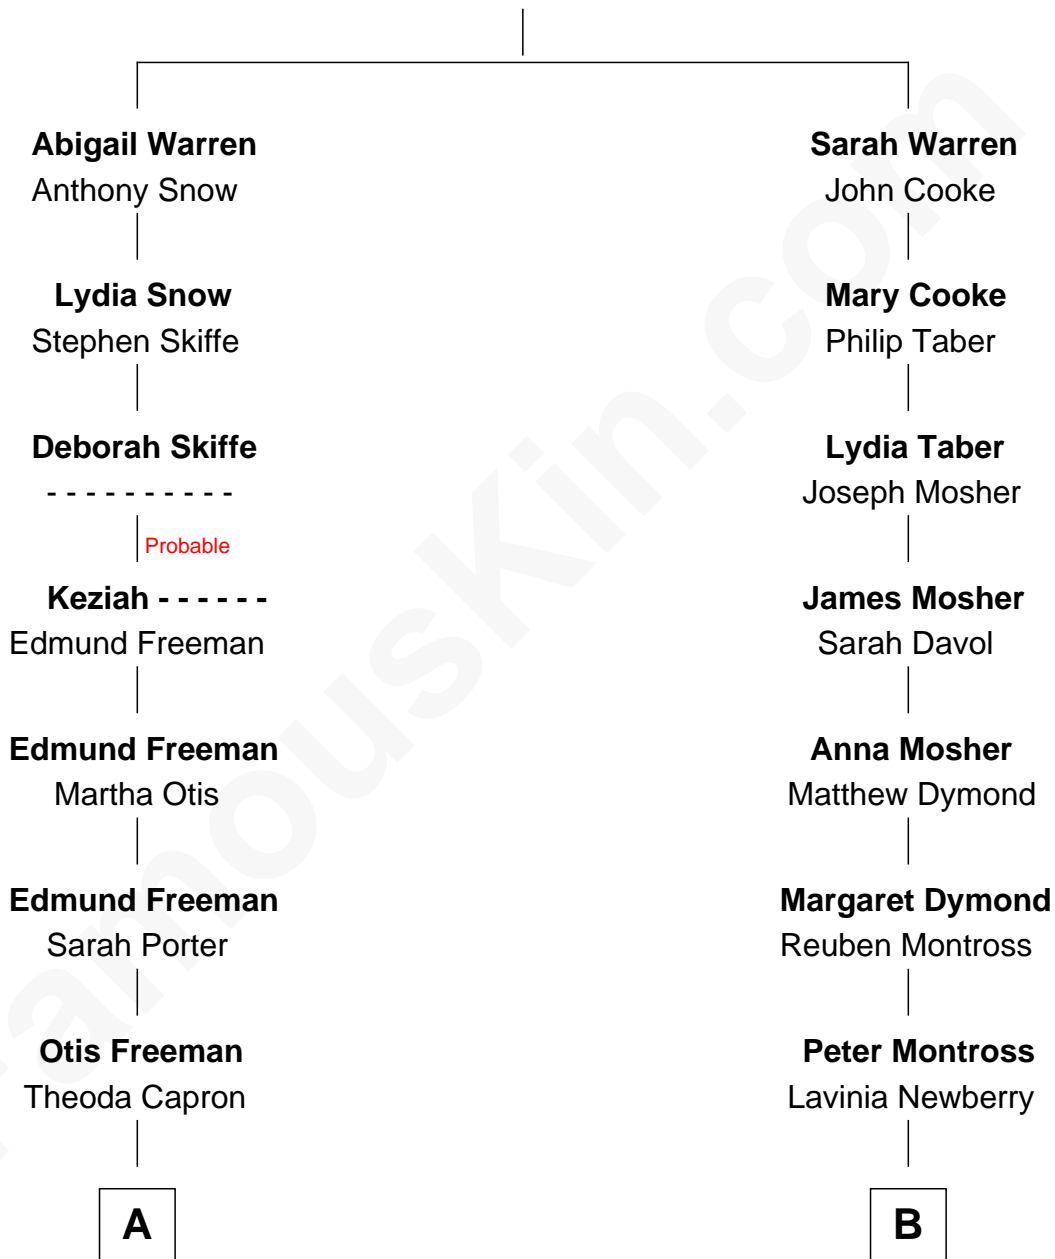 Abigail Warren
Anthony Snow
Lydia Snow
Stephen Skiffe
Deborah Skiffe
- - - - - - - - - -
Probable
Keziah - - - - - -
Edmund Freeman
Edmund Freeman
Martha Otis
Edmund Freeman
Sarah Porter
Otis Freeman
Theoda Capron
A
Sarah Warren
John Cooke
Mary Cooke
Philip Taber
Lydia Taber
Joseph Mosher
James Mosher
Sarah Davol
Anna Mosher
Matthew Dymond
Margaret Dymond
Reuben Montross
Peter Montross
Lavinia Newberry
B
FamousKin.com